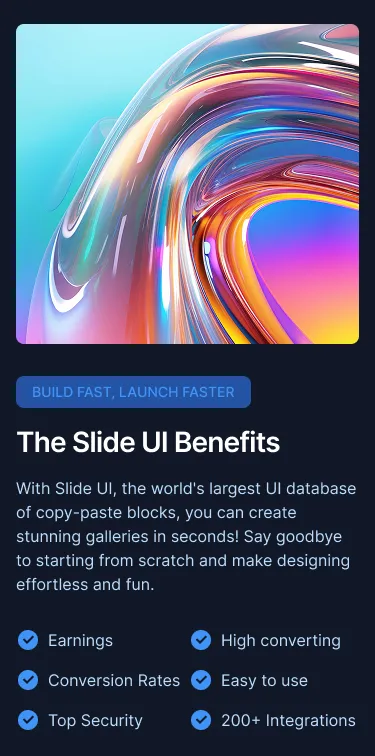 BUILD FAST, LAUNCH FASTER
The Slide UI Benefits
With Slide UI, the world's largest UI database
of copy-paste blocks, you can create
stunning galleries in seconds! Say goodbye
to starting from scratch and make designing
effortless and fun.
Earnings
High converting
Conversion Rates
Easy to use
Top Security
200+ Integrations